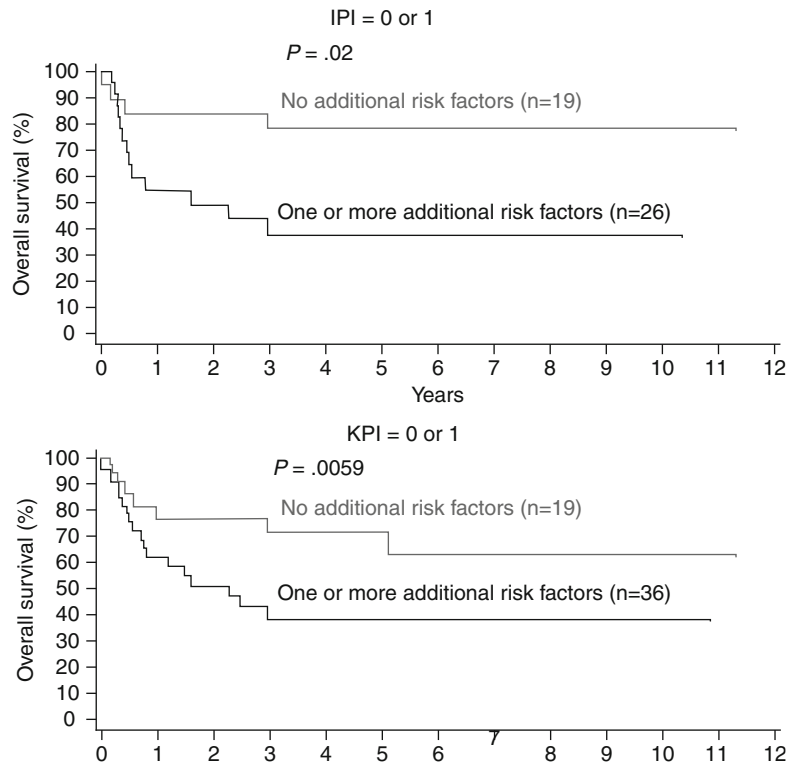 IPI = 0 or 1
P = .02
100
90
80
70
60
50
40
30
20
10
0
Overall survival (%)
No additional risk factors (n=19)
One or more additional risk factors (n=26)
0 1 2 3 4 5 6 7 8 9 10 11 12
Years
KPI = 0 or 1
P = .0059
100
90
80
70
60
50
40
30
20
10
0
Overall survival (%)
No additional risk factors (n=19)
One or more additional risk factors (n=36)
0 1 2 3 4 5 6 7 8 9 10 11 12